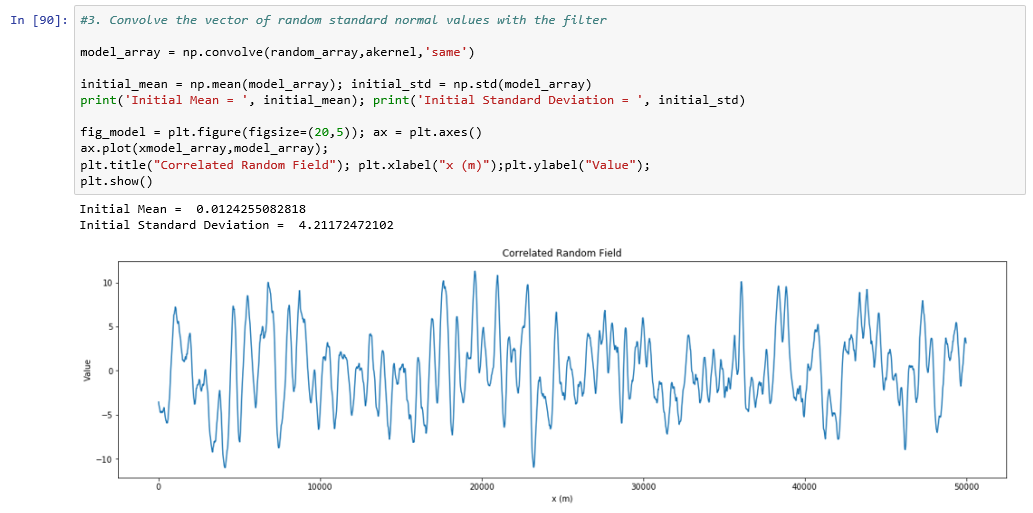 In [90]: #3. Convolve the vector of random standard normal values with the filter
model_array = np.convolve(random_array,akernel,'same')
initial_mean = np.mean(model_array); initial_std = np.std(model_array)
print('Initial Mean = ', initial_mean); print('Initial Standard Deviation = ', initial_std)
fig_model = plt.figure(figsize=(20,5)); ax = plt.axes()
ax.plot(xmodel_array,model_array);
plt.title("Correlated Random Field"); plt.xlabel("x (m)");plt.ylabel("Value");
plt.show()
Initial Mean =  0.0124255082818
Initial Standard Deviation =  4.21172472102
Correlated Random Field
10
5
0
−5
−10
Value
0 10000 20000 30000 40000 50000
x (m)